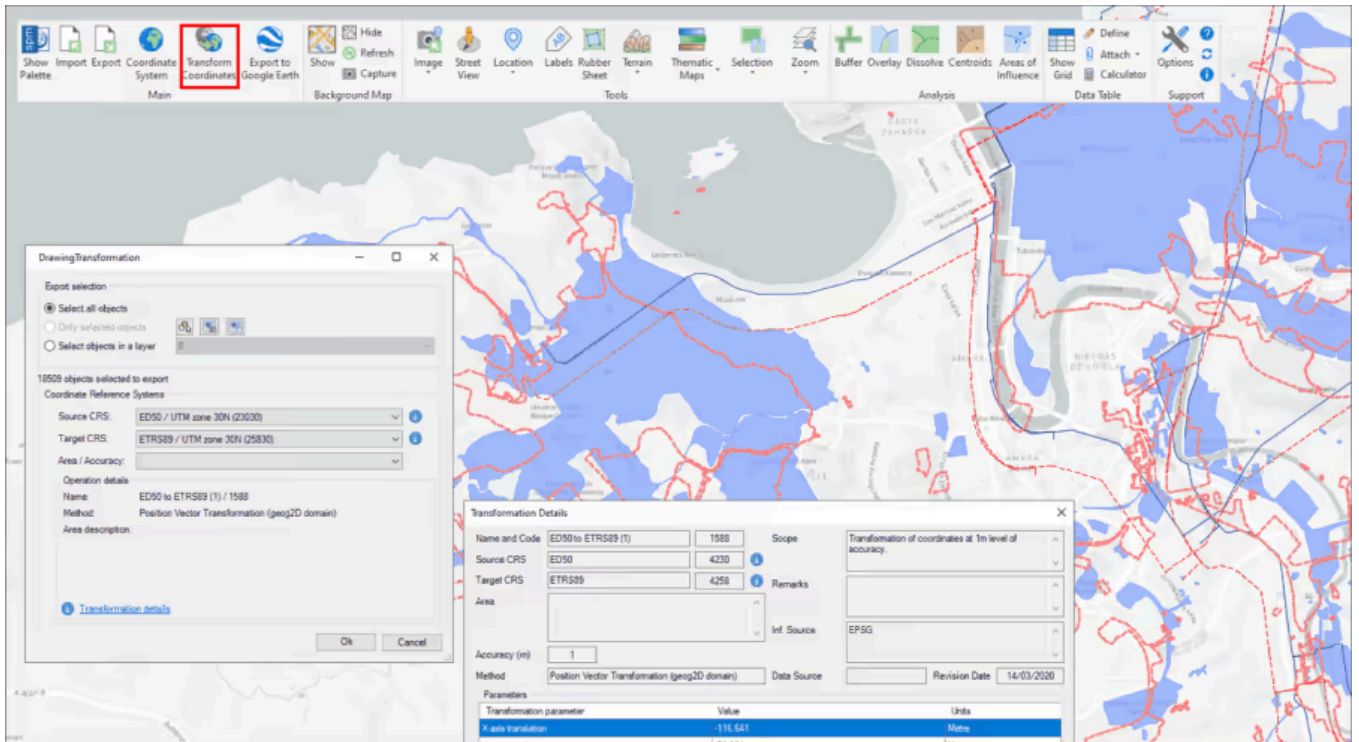 spm
Show Palette
Import
Export
Coordinate System
Transform Coordinates
Export to Google Earth
Main
Show
Hide
Refresh
Capture
Background Map
Image
Street View
Location
Labels
Rubber Sheet
Terrain
Thematic Maps
Selection
Zoom
Tools
Buffer
Overlay
Dissolve
Centroids
Areas of Influence
Analysis
Show Grid
Define
Attach
Calculator
Data Table
Options
Support
DrawingTransformation
Export selection
Select all objects
Only selected objects
Select objects in a layer
0
18509 objects selected to export
Coordinate Reference Systems
Source CRS: ED50 / UTM zone 30N (23030)
Target CRS: ETRS89 / UTM zone 30N (25830)
Area / Accuracy:
Operation details
Name: ED50 to ETRS89 (1) / 1588
Method: Position Vector Transformation (geog2D domain)
Area description:
Transformation details
Ok Cancel
Transformation Details
Name and Code ED50 to ETRS89 (1) 1588
Source CRS ED50 4230
Target CRS ETRS89 4258
Area
Accuracy (m) 1
Method Position Vector Transformation (geog2D domain)
Scope Transformation of coordinates at 1m level of
accuracy.
Remarks
Inf. Source EPSG
Data Source Revision Date 14/03/2020
Parameters
Transformation parameter Value Units
X-axis translation -116.641 Metre
AMARA